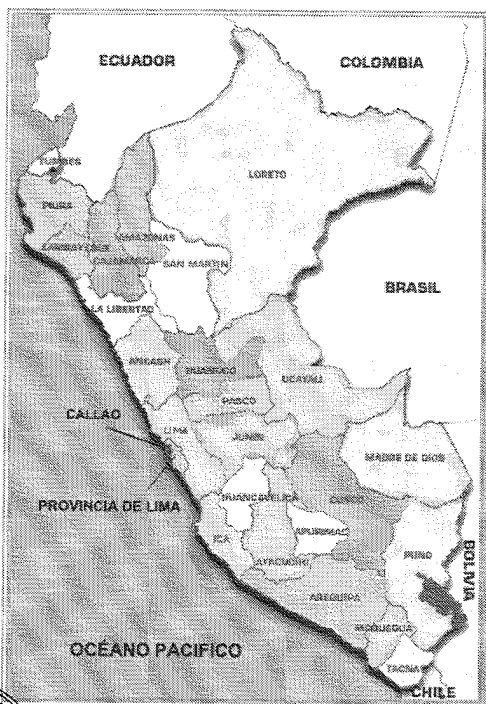 ECUADOR
COLOMBIA
TUMBES
LORETO
PIURA
AMAZONAS
LAMBAYEQUE
CAJAMARCA
SAN MARTIN
BRASIL
LA LIBERTAD
ANCASH
HUANUCO
UCAYALI
PASCO
CALLAO
LIMA
JUNIN
MADRE DE DIOS
PROVINCIA DE LIMA
HUANCAVELICA
CUSCO
ICA
APURIMAC
PUNO
AYACUCHO
BOLIVIA
AREQUIPA
MOQUEGUA
OCÉANO PACIFICO
TACNA
CHILE